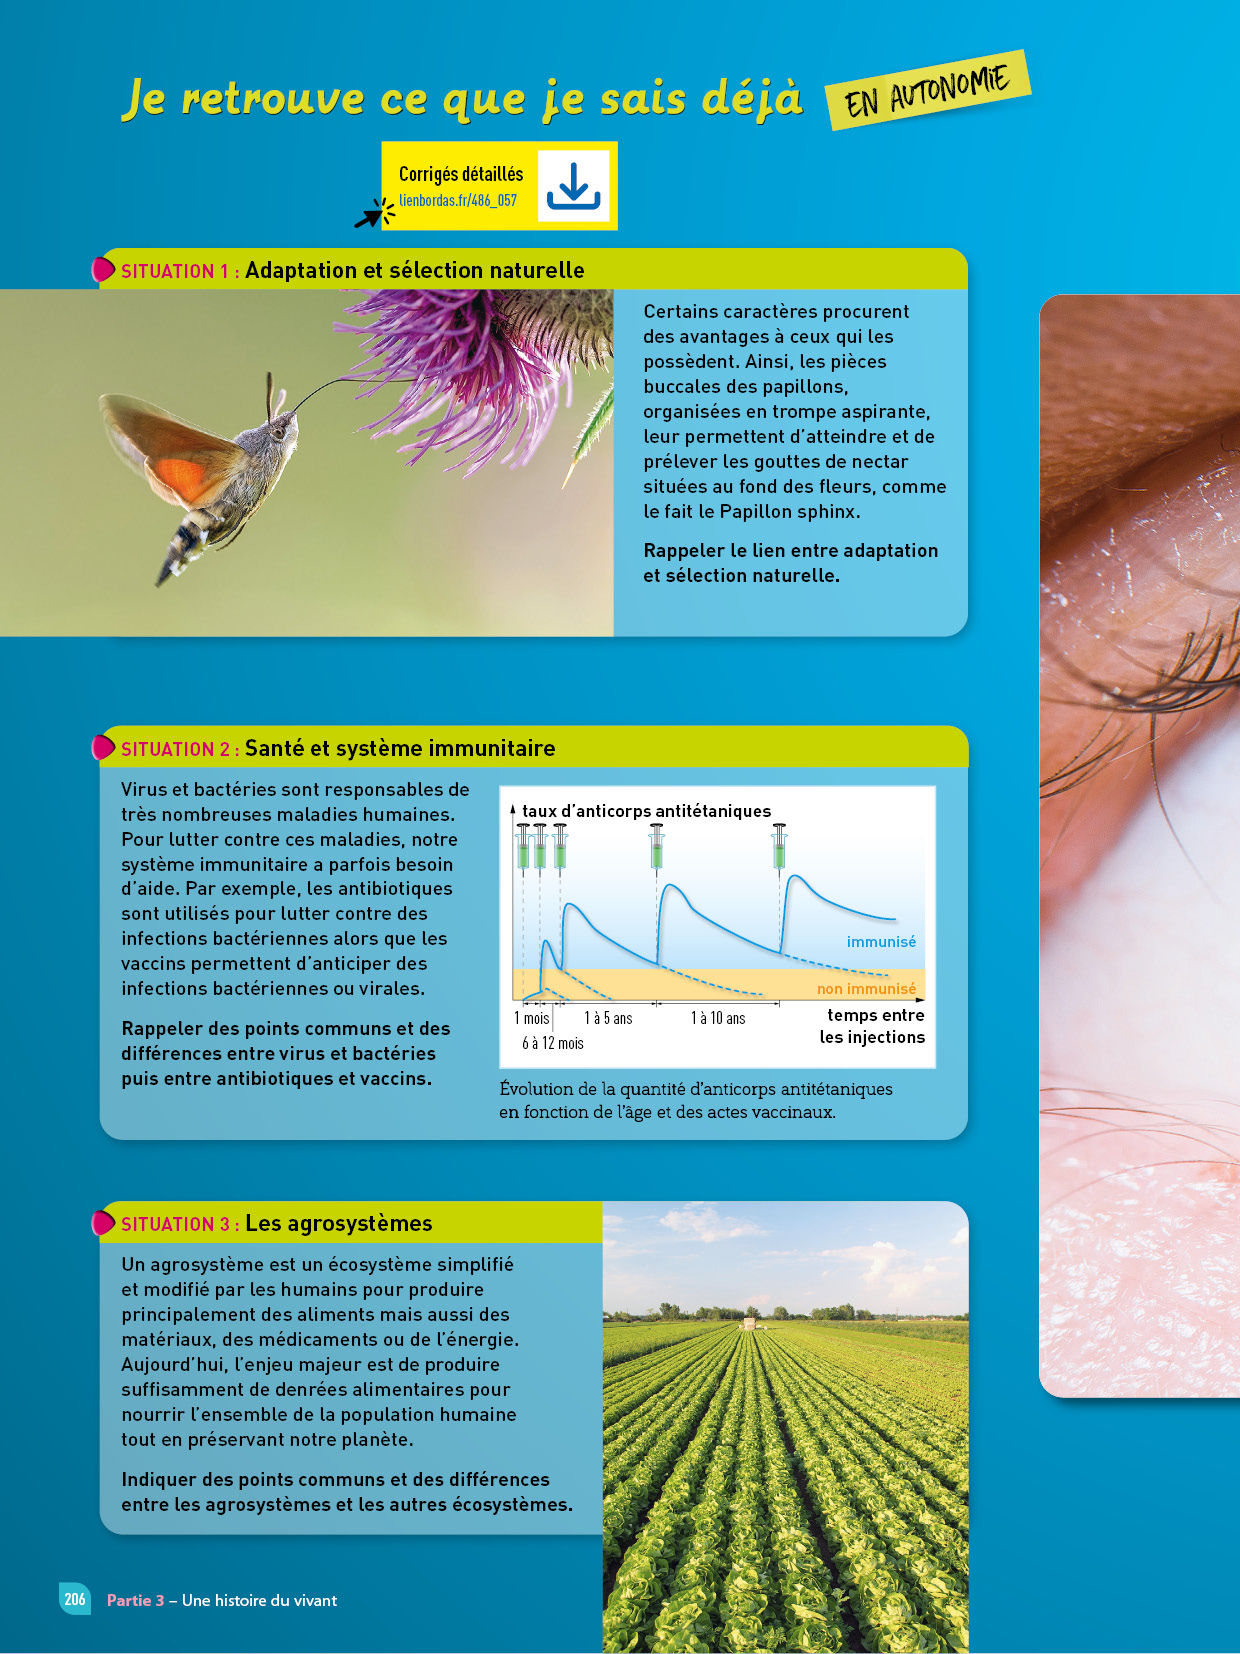 Je retrouve ce que je sais déjà
EN AUTONOMIE
Corrigés détaillés
lienbordas.fr/486_057
SITUATION 1 : Adaptation et sélection naturelle
Certains caractères procurent
des avantages à ceux qui les
possèdent. Ainsi, les pièces
buccales des papillons,
organisées en trompe aspirante,
leur permettent d’atteindre et de
prélever les gouttes de nectar
situées au fond des fleurs, comme
le fait le Papillon sphinx.
Rappeler le lien entre adaptation
et sélection naturelle.
SITUATION 2 : Santé et système immunitaire
Virus et bactéries sont responsables de
très nombreuses maladies humaines.
Pour lutter contre ces maladies, notre
système immunitaire a parfois besoin
d’aide. Par exemple, les antibiotiques
sont utilisés pour lutter contre des
infections bactériennes alors que les
vaccins permettent d’anticiper des
infections bactériennes ou virales.
Rappeler des points communs et des
différences entre virus et bactéries
puis entre antibiotiques et vaccins.
taux d’anticorps antitétaniques
immunisé
non immunisé
1 mois
1 à 5 ans
1 à 10 ans
6 à 12 mois
temps entre
les injections
Évolution de la quantité d’anticorps antitétaniques
en fonction de l’âge et des actes vaccinaux.
SITUATION 3 : Les agrosystèmes
Un agrosystème est un écosystème simplifié
et modifié par les humains pour produire
principalement des aliments mais aussi des
matériaux, des médicaments ou de l’énergie.
Aujourd’hui, l’enjeu majeur est de produire
suffisamment de denrées alimentaires pour
nourrir l’ensemble de la population humaine
tout en préservant notre planète.
Indiquer des points communs et des différences
entre les agrosystèmes et les autres écosystèmes.
206 Partie 3 – Une histoire du vivant